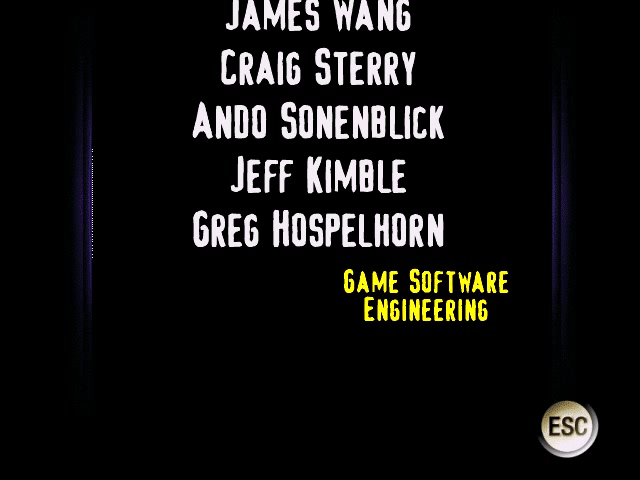 James Wang
Craig Sterry
Ando Sonenblick
Jeff Kimble
Greg Hospelhorn
Game Software
Engineering
ESC